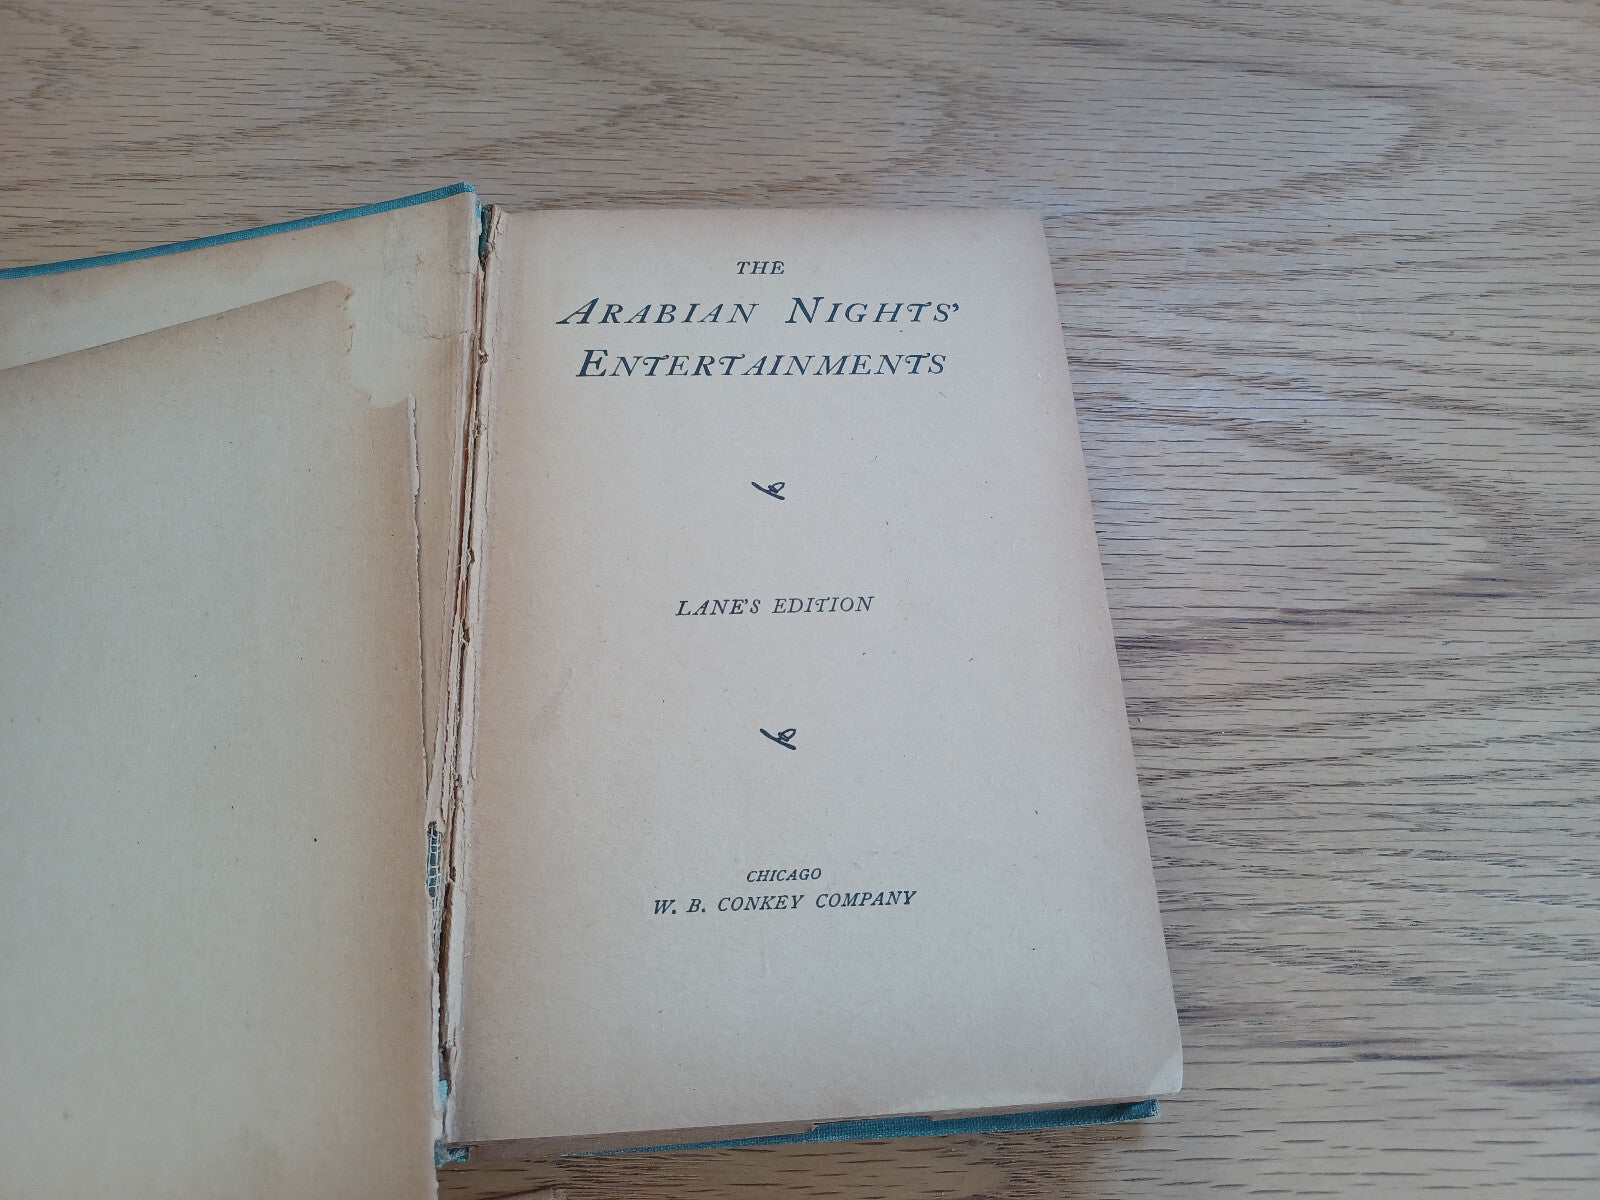 THE
ARABIAN NIGHTS'
ENTERTAINMENTS
LANE'S EDITION
CHICAGO
W. B. CONKEY COMPANY